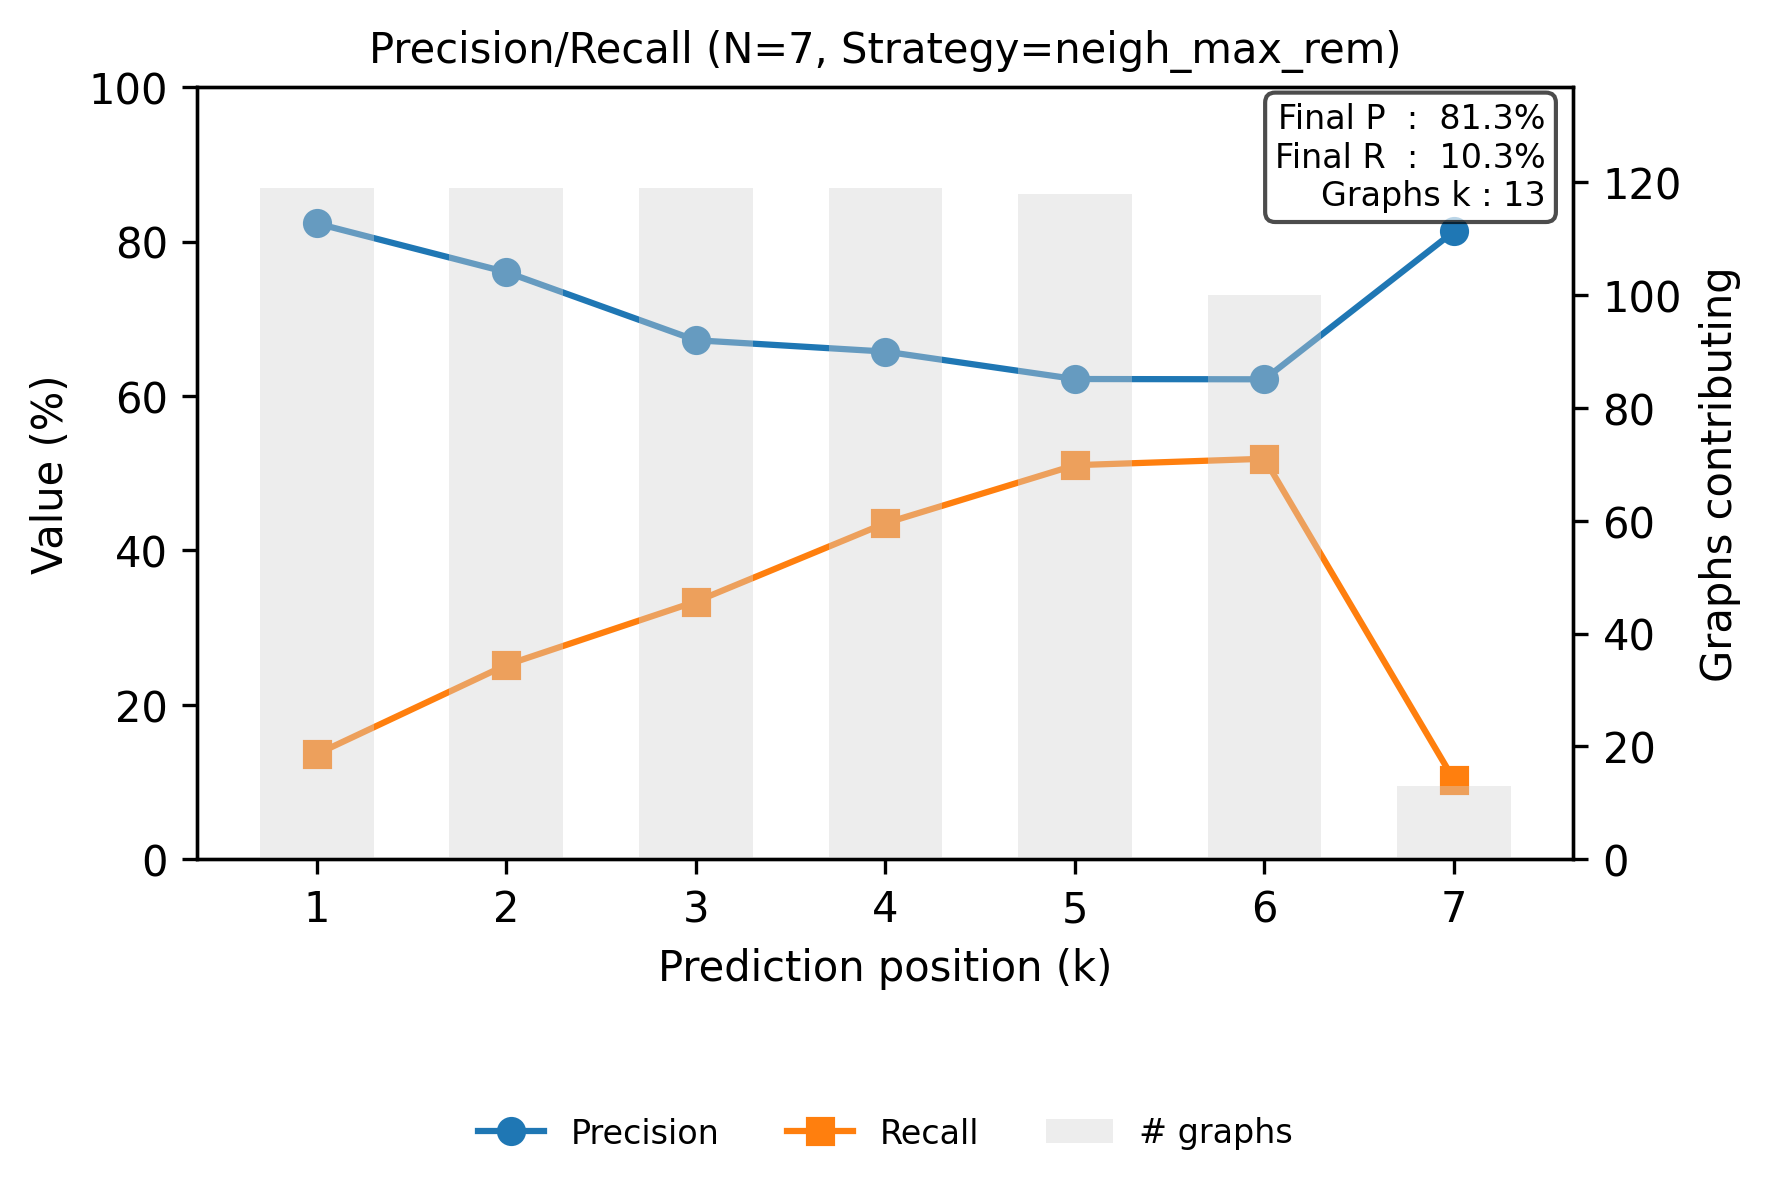 Precision/Recall (N=7, Strategy=neigh_max_rem)
Final P : 81.3%
Final R : 10.3%
Graphs k : 13
Value (%)
100
80
60
40
20
0
120
100
80
60
40
20
0
Graphs contributing
1 2 3 4 5 6 7
Prediction position (k)
Precision Recall # graphs